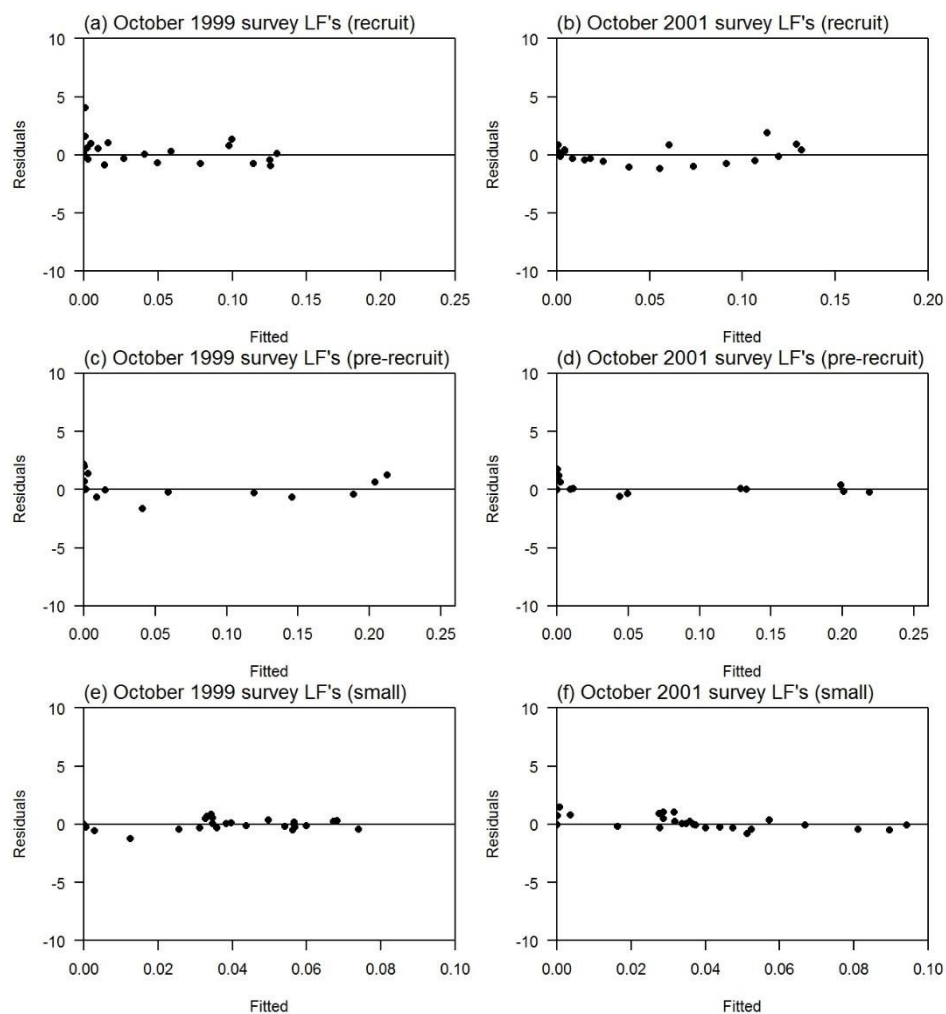 (a) October 1999 survey LF's (recruit)
10
5
0
-5
-10
Residuals
0.00 0.05 0.10 0.15 0.20 0.25
Fitted
(b) October 2001 survey LF's (recruit)
10
5
0
-5
-10
Residuals
0.00 0.05 0.10 0.15 0.20
Fitted
(c) October 1999 survey LF's (pre-recruit)
10
5
0
-5
-10
Residuals
0.00 0.05 0.10 0.15 0.20 0.25
Fitted
(d) October 2001 survey LF's (pre-recruit)
10
5
0
-5
-10
Residuals
0.00 0.05 0.10 0.15 0.20 0.25
Fitted
(e) October 1999 survey LF's (small)
10
5
0
-5
-10
Residuals
0.00 0.02 0.04 0.06 0.08 0.10
Fitted
(f) October 2001 survey LF's (small)
10
5
0
-5
-10
Residuals
0.00 0.02 0.04 0.06 0.08 0.10
Fitted